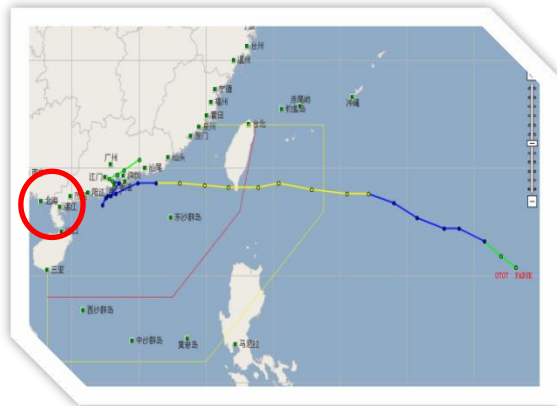 台州
温州
宁德
福州
莆田
泉州
厦门
台北
钓鱼岛
赤尾屿
冲绳
广州
汕头
汕尾
深圳
江门
阳江
湛江
北海
三亚
东沙群岛
西沙群岛
中沙群岛
黄岩岛
马尼拉
0707 PABUK